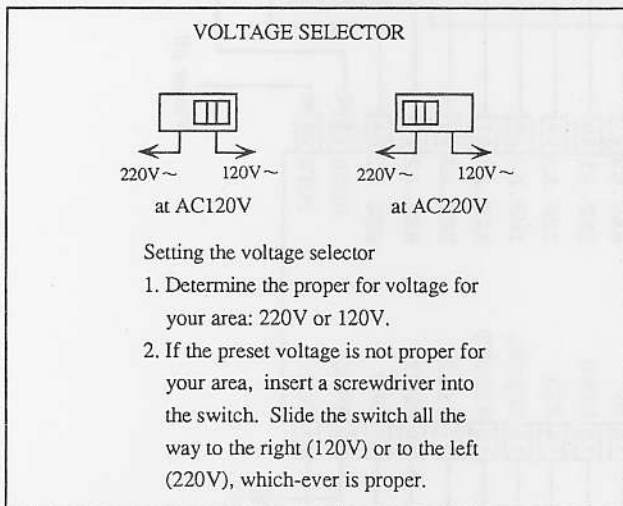 VOLTAGE SELECTOR
220V~ 120V~ 220V~ 120V~
at AC120V at AC220V
Setting the voltage selector
1. Determine the proper for voltage for
your area: 220V or 120V.
2. If the preset voltage is not proper for
your area, insert a screwdriver into
the switch. Slide the switch all the
way to the right (120V) or to the left
(220V), which-ever is proper.